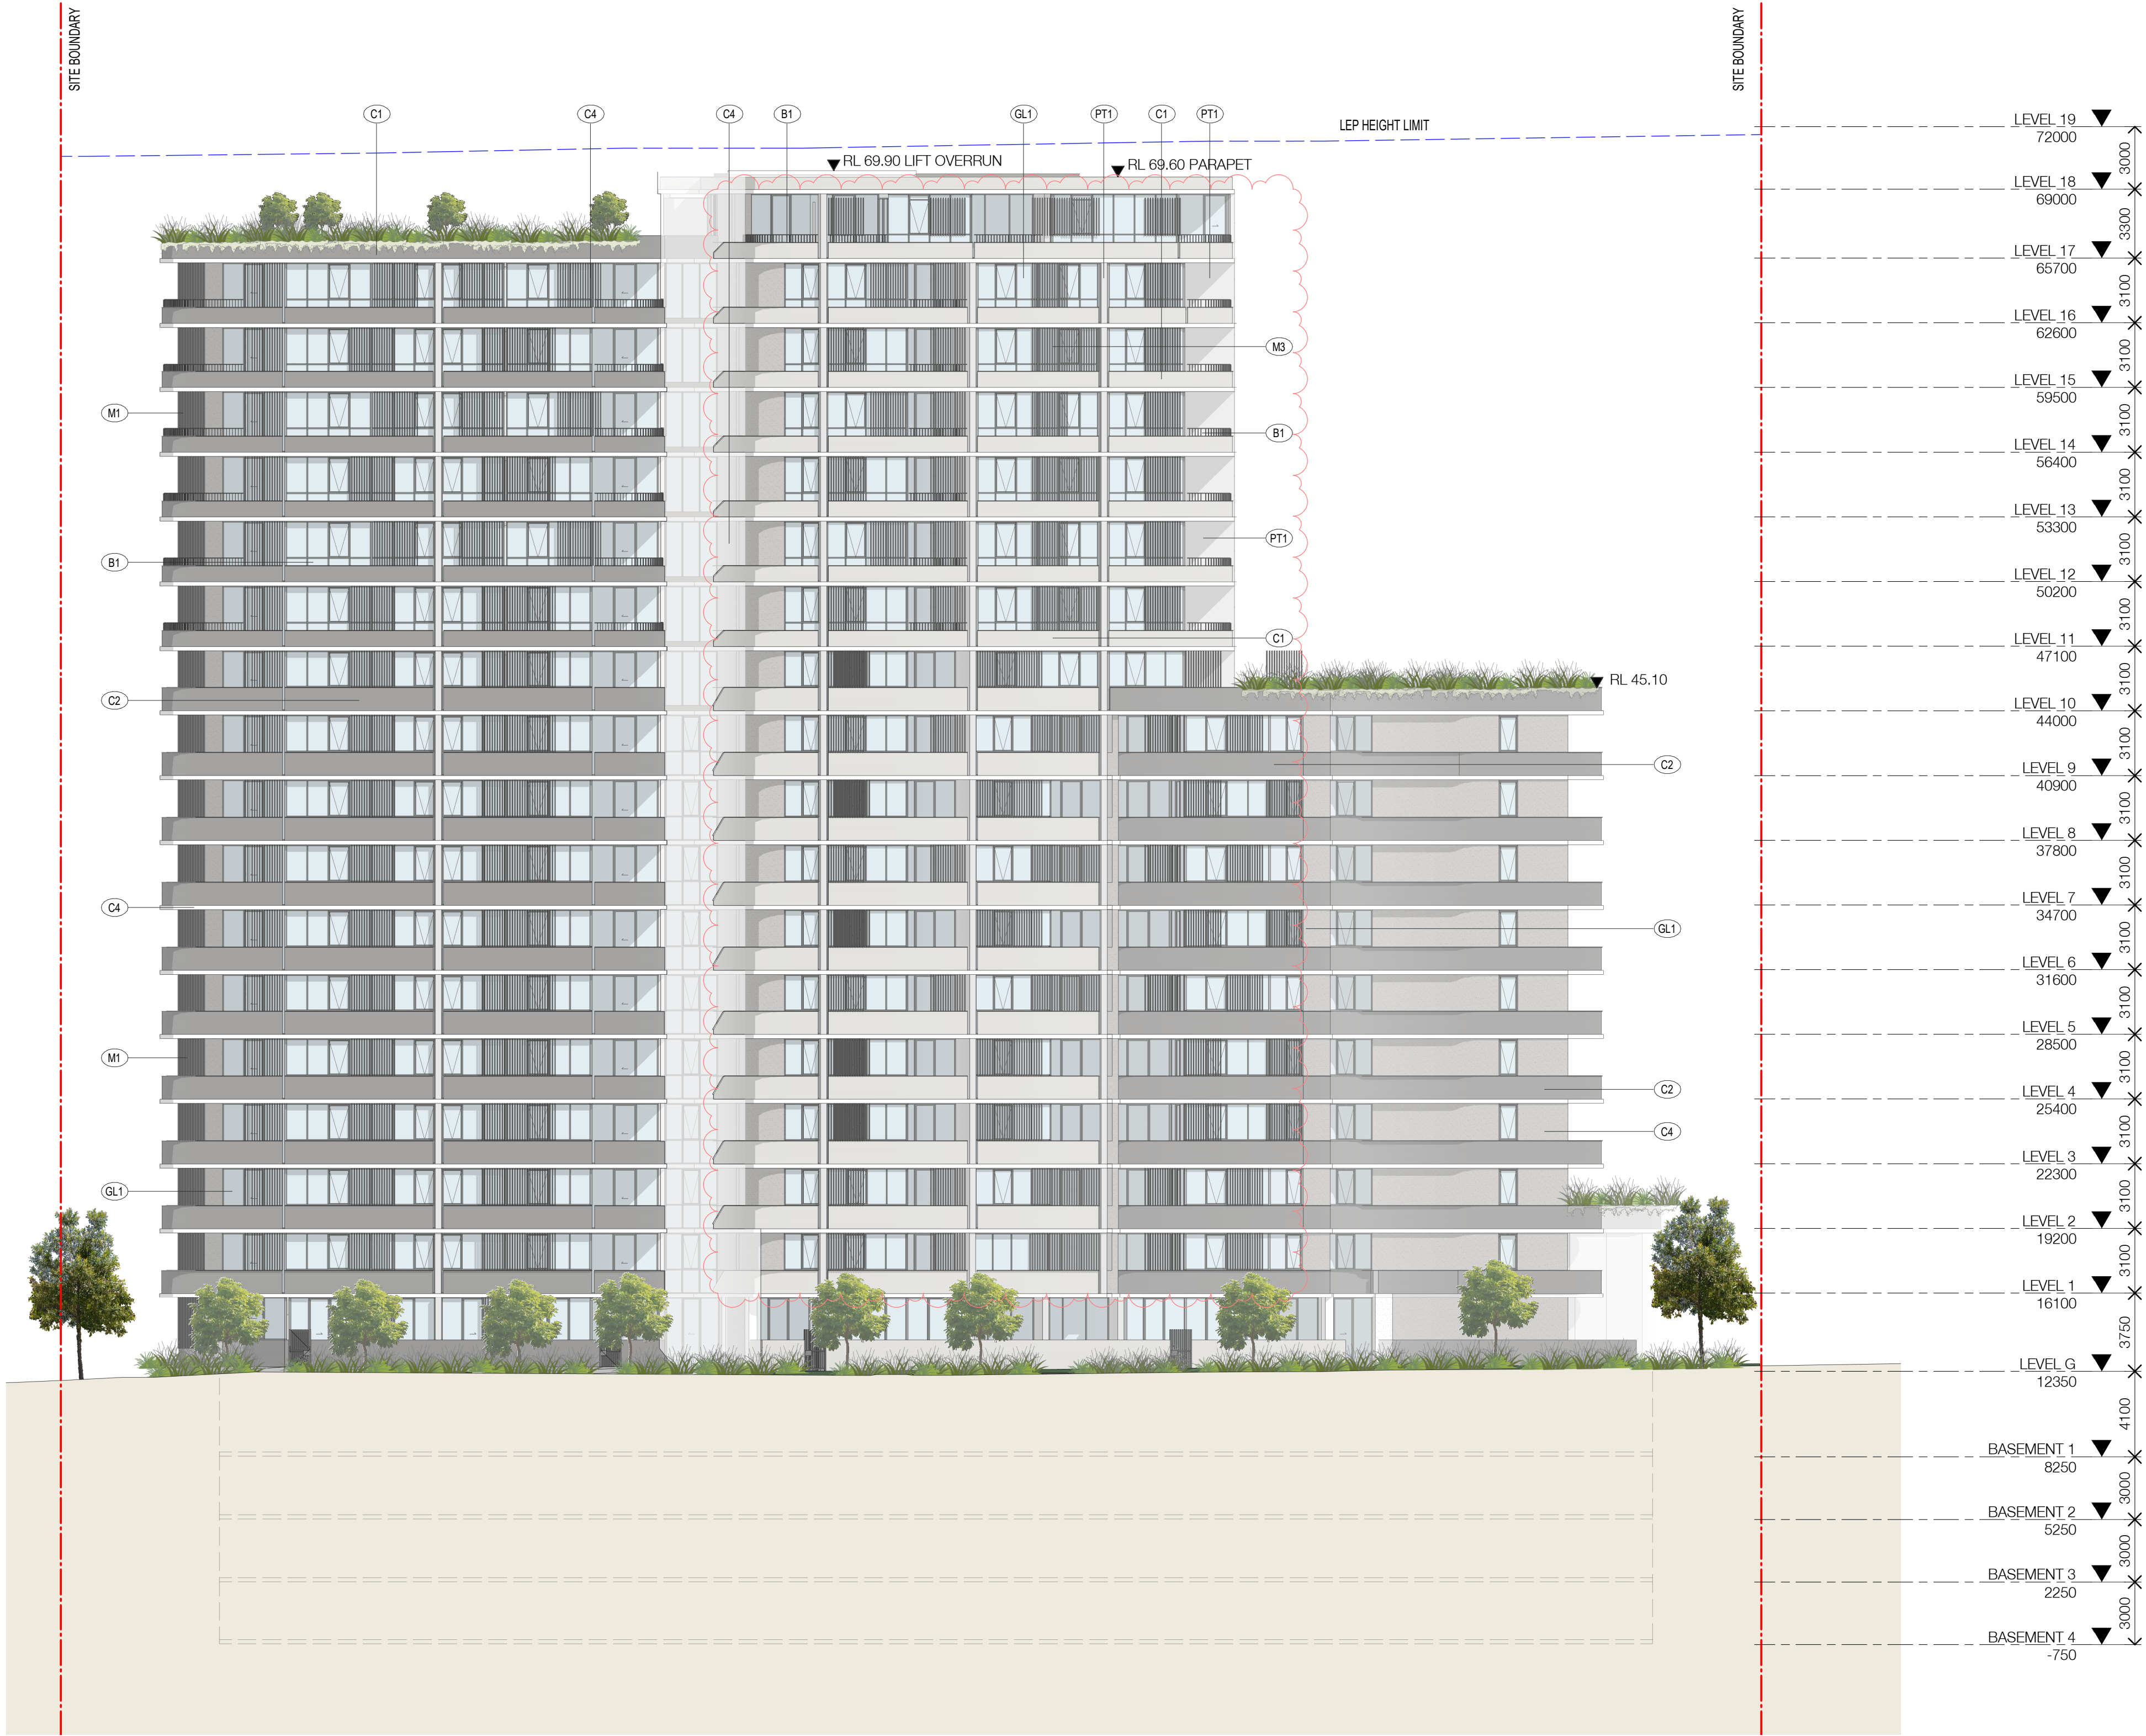 SITE BOUNDARY
SITE BOUNDARY
C1
C4
C4
B1
GL1
PT1
C1
PT1
LEP HEIGHT LIMIT
RL 69.90 LIFT OVERRUN
RL 69.60 PARAPET
M3
M1
B1
B1
PT1
C1
C2
RL 45.10
C2
C4
GL1
M1
C2
C4
GL1
LEVEL 19
72000
3000
LEVEL 18
69000
3300
LEVEL 17
65700
3100
LEVEL 16
62600
3100
LEVEL 15
59500
3100
LEVEL 14
56400
3100
LEVEL 13
53300
3100
LEVEL 12
50200
3100
LEVEL 11
47100
3100
LEVEL 10
44000
3100
LEVEL 9
40900
3100
LEVEL 8
37800
3100
LEVEL 7
34700
3100
LEVEL 6
31600
3100
LEVEL 5
28500
3100
LEVEL 4
25400
3100
LEVEL 3
22300
3100
LEVEL 2
19200
3100
LEVEL 1
16100
3750
LEVEL G
12350
4100
BASEMENT 1
8250
3000
BASEMENT 2
5250
3000
BASEMENT 3
2250
3000
BASEMENT 4
-750